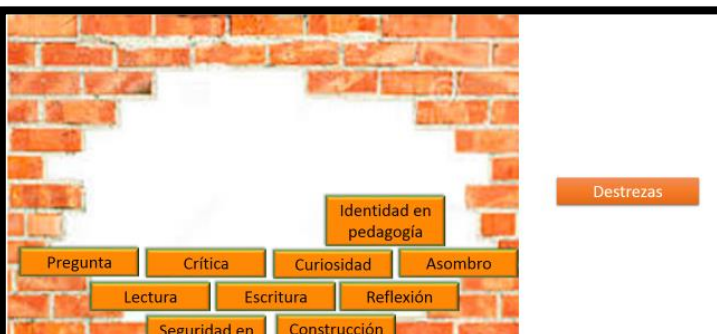 Destrezas
Identidad en
pedagogía
Pregunta
Crítica
Curiosidad
Asombro
Lectura
Escritura
Reflexión
Seguridad en
Construcción